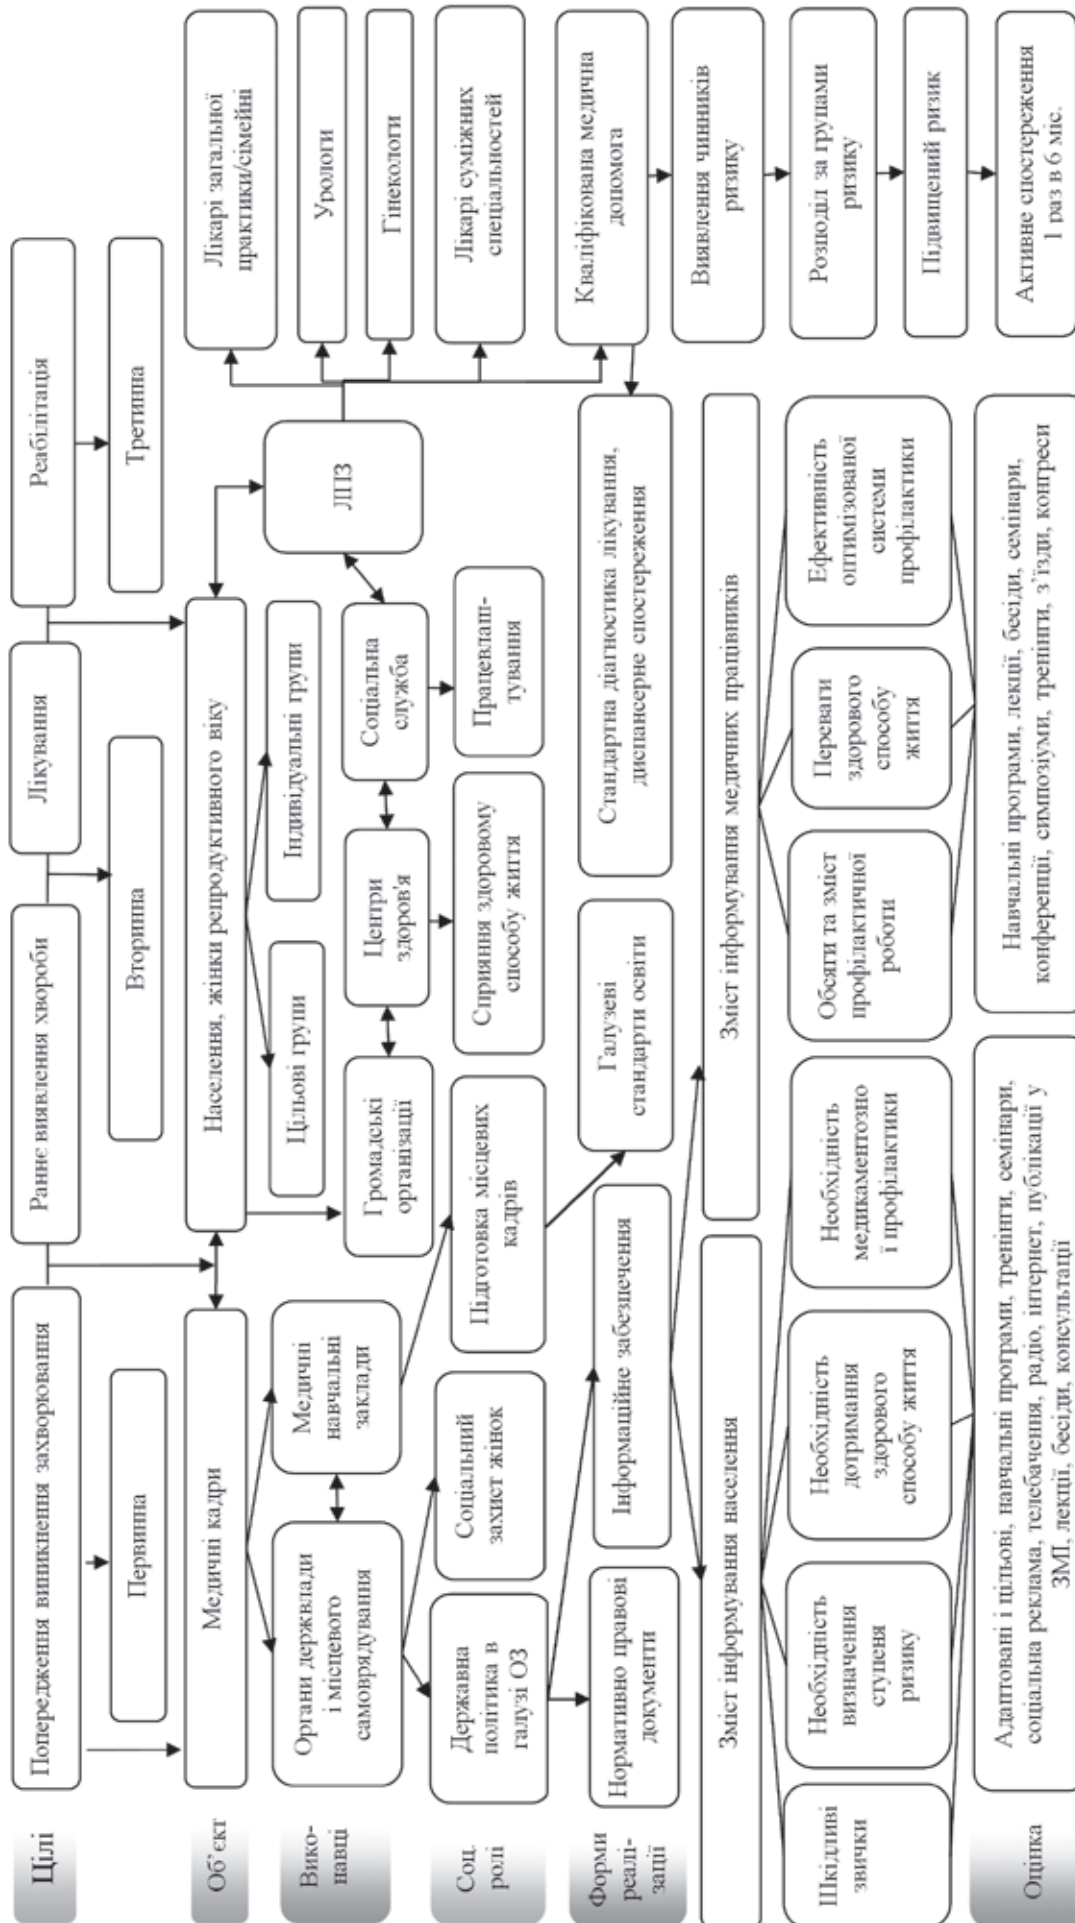 Цілі
Попередження виникнення захворювання
Раннє виявлення хвороби
Лікування
Реабілітація
Первинна
Вторинна
Третинна
Об'єкт
Медичні кадри
Населення, жінки репродуктивного віку
Цільові групи
Індивідуальні групи
Вико-
навці
Органи держвлади
і місцевого
самоврядування
Медичні
навчальні
заклади
Громадські
організації
Центри
здоров'я
Соціальна
служба
ЛПЗ
Лікарі загальної
практики/сімейні
Урологи
Гінекологи
Лікарі суміжних
спеціальностей
Соц.
ролі
Державна
політика в
галузі ОЗ
Соціальний
захист жінок
Підготовка місцевих
кадрів
Сприяння здоровому
способу життя
Працевлаш-
тування
Кваліфікована медична
допомога
Форми
реалі-
зації
Нормативно правові
документи
Інформаційне забезпечення
Галузеві
стандарти освіти
Стандартна діагностика лікування,
диспансерне спостереження
Виявлення чинників
ризику
Зміст інформування населення
Зміст інформування медичних працівників
Розподіл за групами
ризику
Шкідливі
звички
Необхідність
визначення
ступеня
ризику
Необхідність
дотримання
здорового
способу життя
Необхідність
медикаментозно
ї профілактики
Обсяги та зміст
профілактичної
роботи
Переваги
здорового
способу
життя
Ефективність
оптимізованої
системи
профілактики
Підвищений ризик
Оцінка
Адаптовані і цільові, навчальні програми, тренінги, семінари,
соціальна реклама, телебачення, радіо, інтернет, публікації у
ЗМІ, лекції, бесіди, консультації
Навчальні програми, лекції, бесіди, семінари,
конференції, симпозіуми, тренінги, з'їзди, конгреси
Активне спостереження
1 раз в 6 міс.